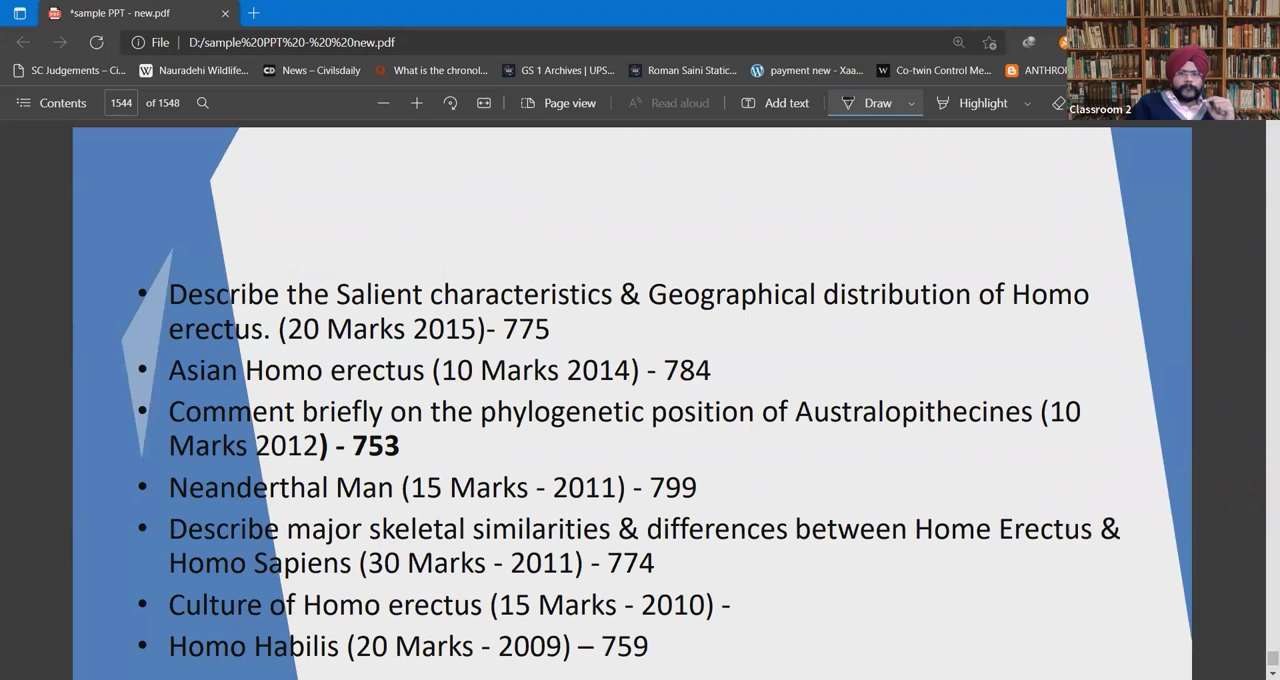 *sample PPT - new.pdf
File D:/sample%20PPT%20-%20%20new.pdf
SC Judgements – Ci... Nauradehi Wildlife... News – Civilsdaily What is the chronol... GS 1 Archives | UPS... Roman Saini Static... payment new - Xaa... Co-twin Control Me... ANTHRO
Contents 1544 of 1548 Page view Read aloud Add text Draw Highlight
Classroom 2
• Describe the Salient characteristics & Geographical distribution of Homo
erectus. (20 Marks 2015)- 775
• Asian Homo erectus (10 Marks 2014) - 784
• Comment briefly on the phylogenetic position of Australopithecines (10
Marks 2012) - 753
• Neanderthal Man (15 Marks - 2011) - 799
• Describe major skeletal similarities & differences between Home Erectus &
Homo Sapiens (30 Marks - 2011) - 774
• Culture of Homo erectus (15 Marks - 2010) -
• Homo Habilis (20 Marks - 2009) – 759